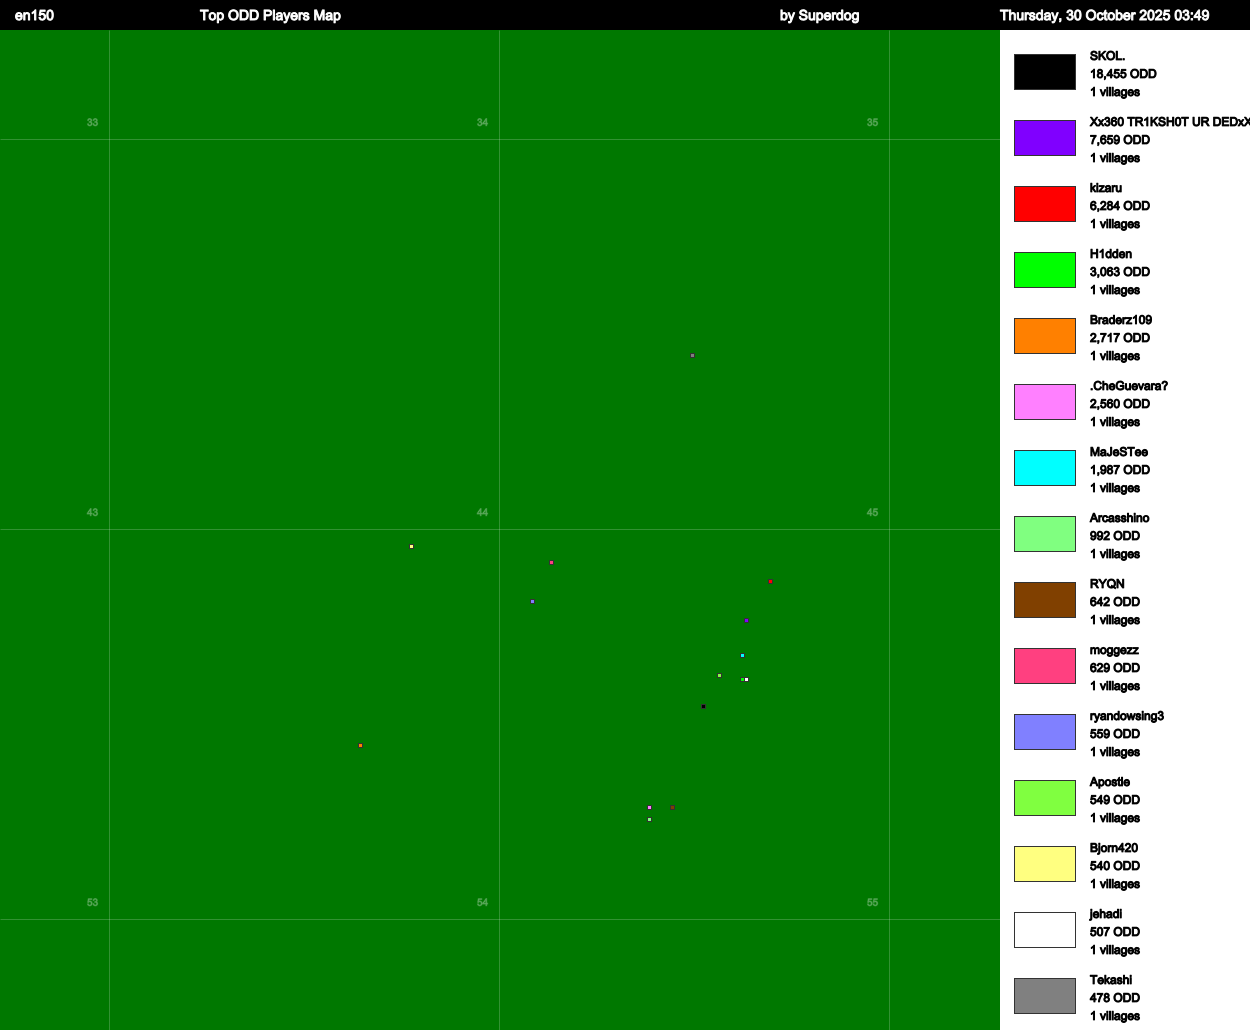 en150 Top ODD Players Map by Superdog Thursday, 30 October 2025 03:49
33 34 35
43 44 45
53 54 55
SKOL.
18,455 ODD
1 villages
Xx360 TR1KSH0T UR DEDxX
7,659 ODD
1 villages
kizaru
6,284 ODD
1 villages
H1dden
3,063 ODD
1 villages
Braderz109
2,717 ODD
1 villages
.CheGuevara?
2,560 ODD
1 villages
MaJeSTee
1,987 ODD
1 villages
Arcasshino
992 ODD
1 villages
RYQN
642 ODD
1 villages
moggezz
629 ODD
1 villages
ryandowsing3
559 ODD
1 villages
Apostle
549 ODD
1 villages
Bjorn420
540 ODD
1 villages
jehadi
507 ODD
1 villages
Tekashi
478 ODD
1 villages